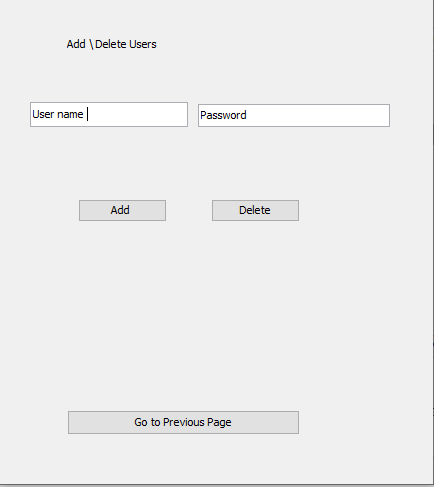 Add \Delete Users
User name
Password
Add
Delete
Go to Previous Page